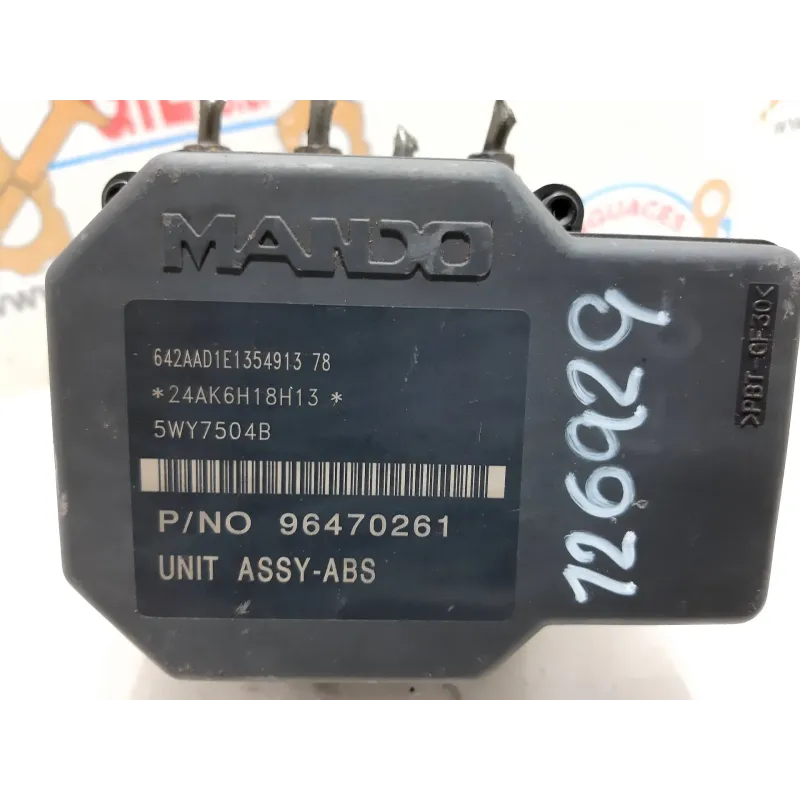 MANDO
642AAD1E1354913 78
*24AK6H18H13 *
5WY7504B
P/NO 96470261
UNIT ASSY-ABS
126929
>PBT-GF30<